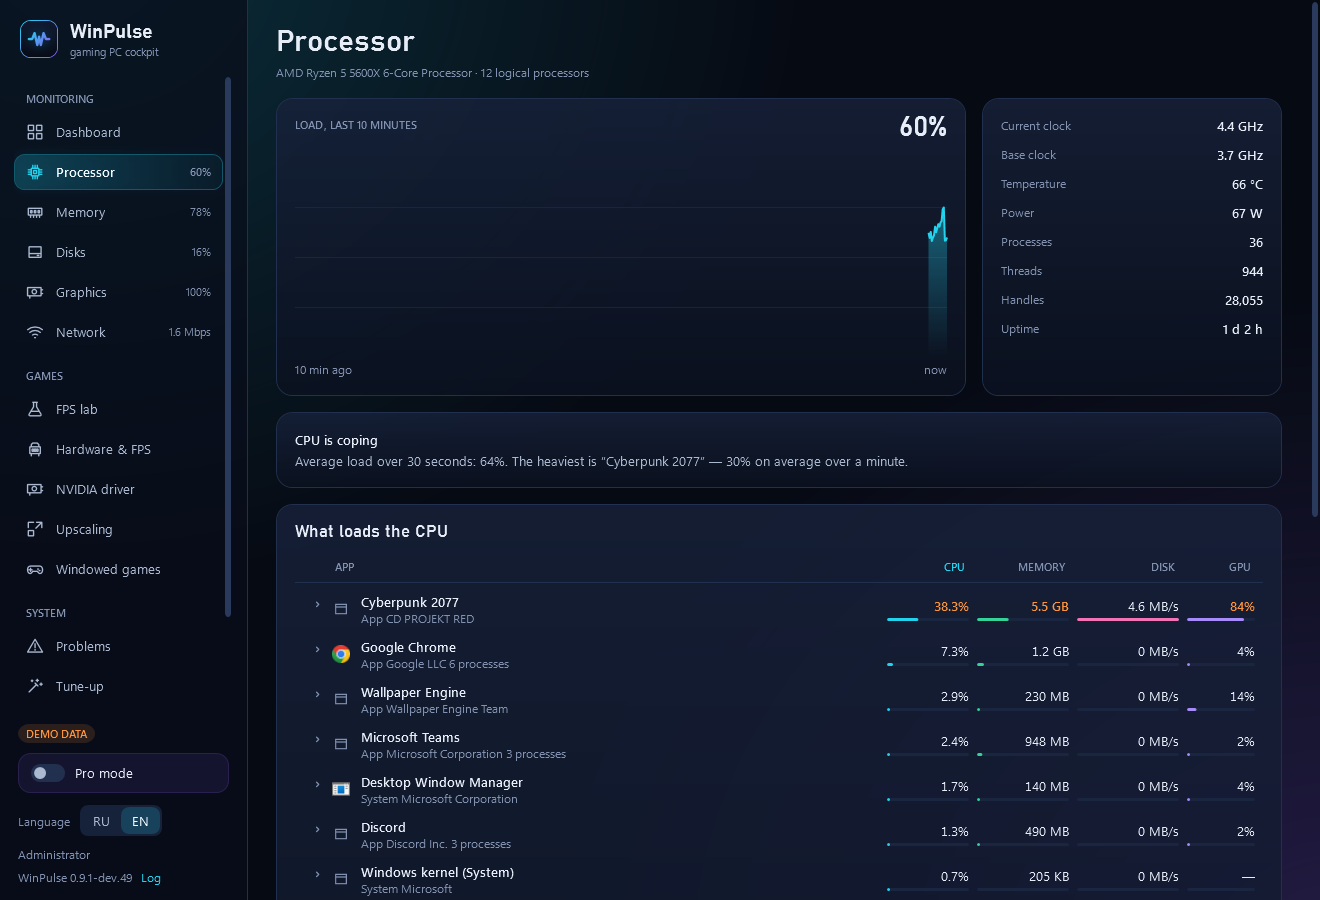 WinPulse
gaming PC cockpit
MONITORING
Dashboard
Processor 60%
Memory 78%
Disks 16%
Graphics 100%
Network 1.6 Mbps
GAMES
FPS lab
Hardware & FPS
NVIDIA driver
Upscaling
Windowed games
SYSTEM
Problems
Tune-up
DEMO DATA
Pro mode
Language RU EN
Administrator
WinPulse 0.9.1-dev.49 Log
Processor
AMD Ryzen 5 5600X 6-Core Processor · 12 logical processors
LOAD, LAST 10 MINUTES 60%
10 min ago now
Current clock 4.4 GHz
Base clock 3.7 GHz
Temperature 66 °C
Power 67 W
Processes 36
Threads 944
Handles 28,055
Uptime 1 d 2 h
CPU is coping
Average load over 30 seconds: 64%. The heaviest is “Cyberpunk 2077” — 30% on average over a minute.
What loads the CPU
APP CPU MEMORY DISK GPU
Cyberpunk 2077 38.3% 5.5 GB 4.6 MB/s 84%
App CD PROJEKT RED
Google Chrome 7.3% 1.2 GB 0 MB/s 4%
App Google LLC 6 processes
Wallpaper Engine 2.9% 230 MB 0 MB/s 14%
App Wallpaper Engine Team
Microsoft Teams 2.4% 948 MB 0 MB/s 2%
App Microsoft Corporation 3 processes
Desktop Window Manager 1.7% 140 MB 0 MB/s 4%
System Microsoft Corporation
Discord 1.3% 490 MB 0 MB/s 2%
App Discord Inc. 3 processes
Windows kernel (System) 0.7% 205 KB 0 MB/s —
System Microsoft